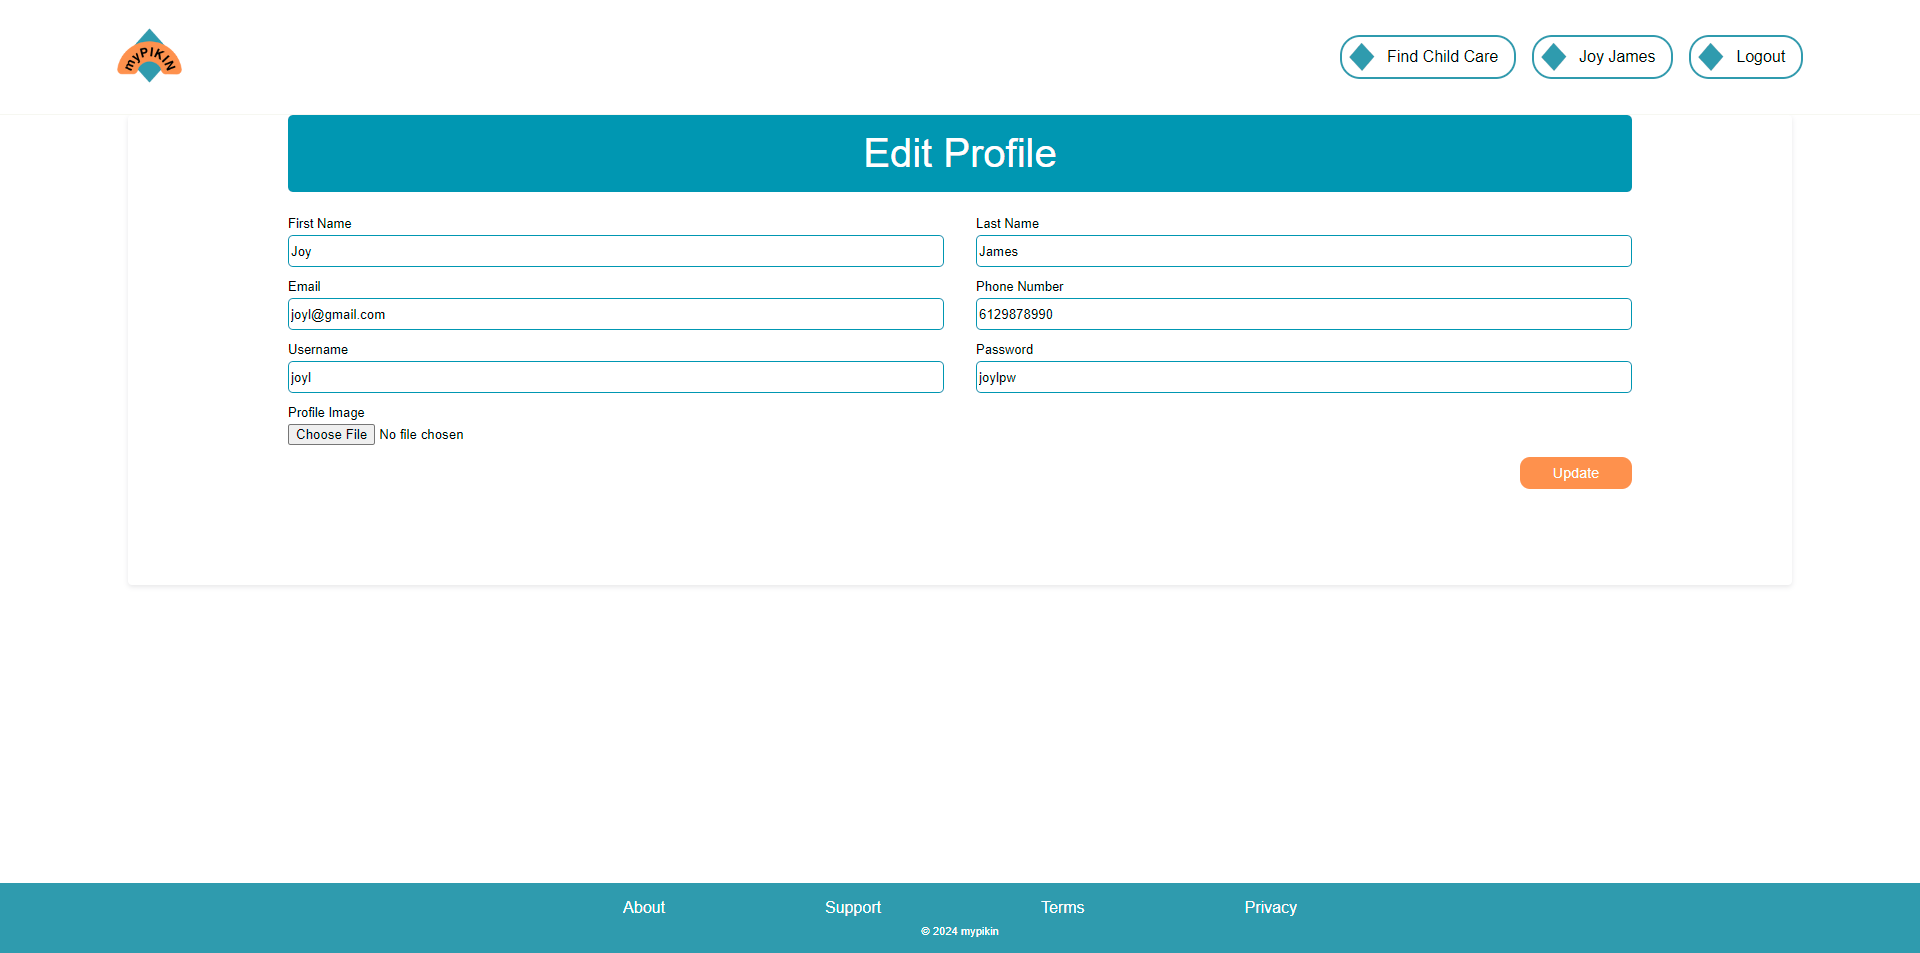 myPIKIN
Find Child Care
Joy James
Logout
Edit Profile
First Name
Last Name
Joy
James
Email
Phone Number
joyl@gmail.com
6129878990
Username
Password
joyl
joylpw
Profile Image
Choose File No file chosen
Update
About
Support
Terms
Privacy
© 2024 mypikin